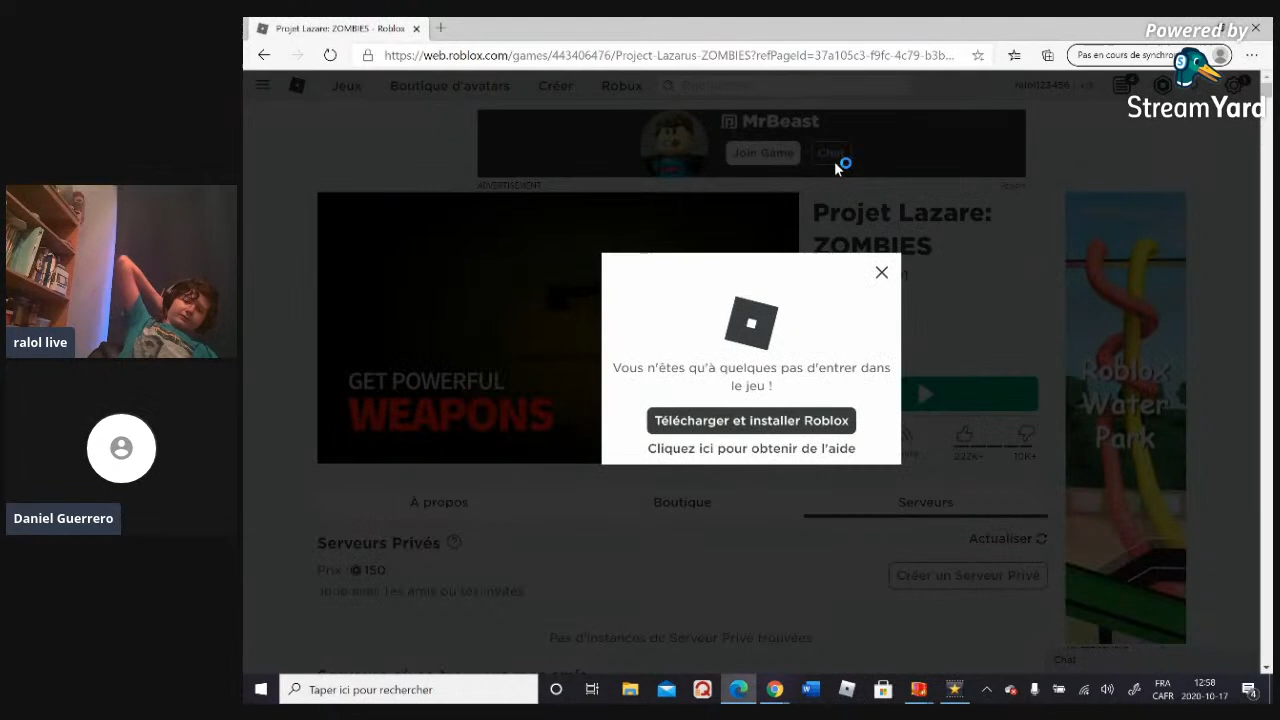 Projet Lazare: ZOMBIES - Roblox
Powered by
https://web.roblox.com/games/443406476/Project-Lazarus-ZOMBIES?refPageId=37a105c3-f9fc-4c79-b3b...
Pas en cours de synchr
StreamYard
Jeux
Boutique d'avatars
Créer
Robux
MrBeast
Join Game
Chat
ADVERTISEMENT
Projet Lazare:
ZOMBIES
GET POWERFUL
WEAPONS
Vous n'êtes qu'à quelques pas d'entrer dans
le jeu !
Télécharger et installer Roblox
Cliquez ici pour obtenir de l'aide
222K+
10K+
Roblox
Water
Park
ralol live
Daniel Guerrero
À propos
Boutique
Serveurs
Serveurs Privés
Actualiser
Prix
150
Créer un Serveur Privé
Pas d'Instances de Serveur Privé trouvées
Chat
Taper ici pour rechercher
FRA
CAFR
12:58
2020-10-17
4